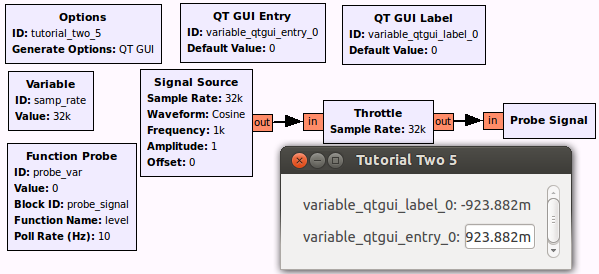 Options
ID: tutorial_two_5
Generate Options: QT GUI
QT GUI Entry
ID: variable_qtgui_entry_0
Default Value: 0
QT GUI Label
ID: variable_qtgui_label_0
Default Value: 0
Variable
ID: samp_rate
Value: 32k
Signal Source
Sample Rate: 32k
Waveform: Cosine
Frequency: 1k
Amplitude: 1
Offset: 0
out
in
Throttle
Sample Rate: 32k
out
in
Probe Signal
Function Probe
ID: probe_var
Value: 0
Block ID: probe_signal
Function Name: level
Poll Rate (Hz): 10
Tutorial Two 5
variable_qtgui_label_0: -923.882m
variable_qtgui_entry_0: 923.882m